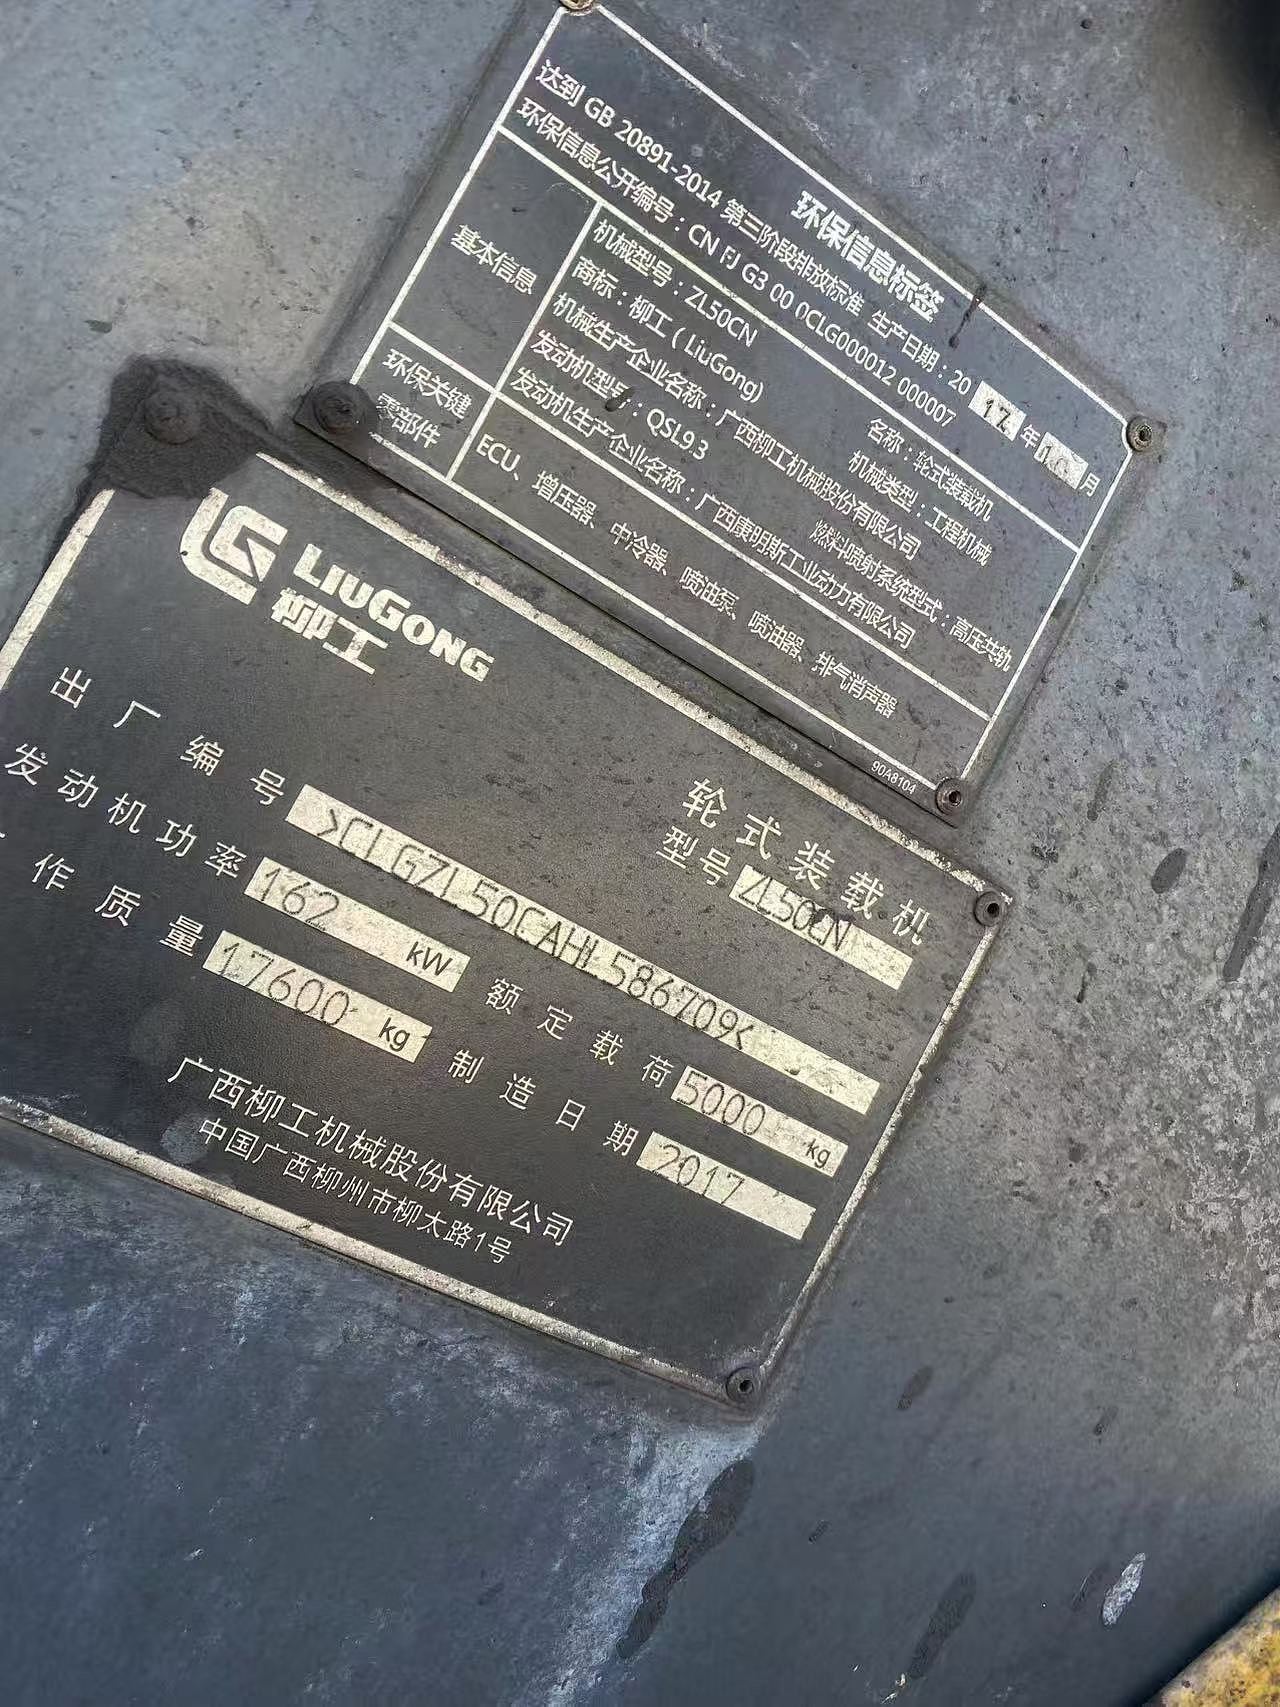 环保信息标签
达到 GB 20891-2014 第三阶段排放标准 生产日期：2017年10月
环保信息公开编号：CN FJ G3 00 0CLG000012 000007
基本信息
机械型号：ZL50CN 名称：轮式装载机
商标：柳工（LiuGong) 机械类型：工程机械
机械生产企业名称：广西柳工机械股份有限公司
发动机型号：QSL9.3 燃料喷射系统型式：高压共轨
发动机生产企业名称：广西康明斯工业动力有限公司
环保关键零部件
ECU、增压器、中冷器、喷油泵、喷油器、排气消声器
90A8104
LIUGONG
柳工
轮式装载机
型号 ZL50CN
出厂编号 >CLGZL50CAHL586709<
发动机功率 162 kW 额定载荷 5000 kg
作质量 17600 kg 制造日期 2017
广西柳工机械股份有限公司
中国广西柳州市柳太路1号